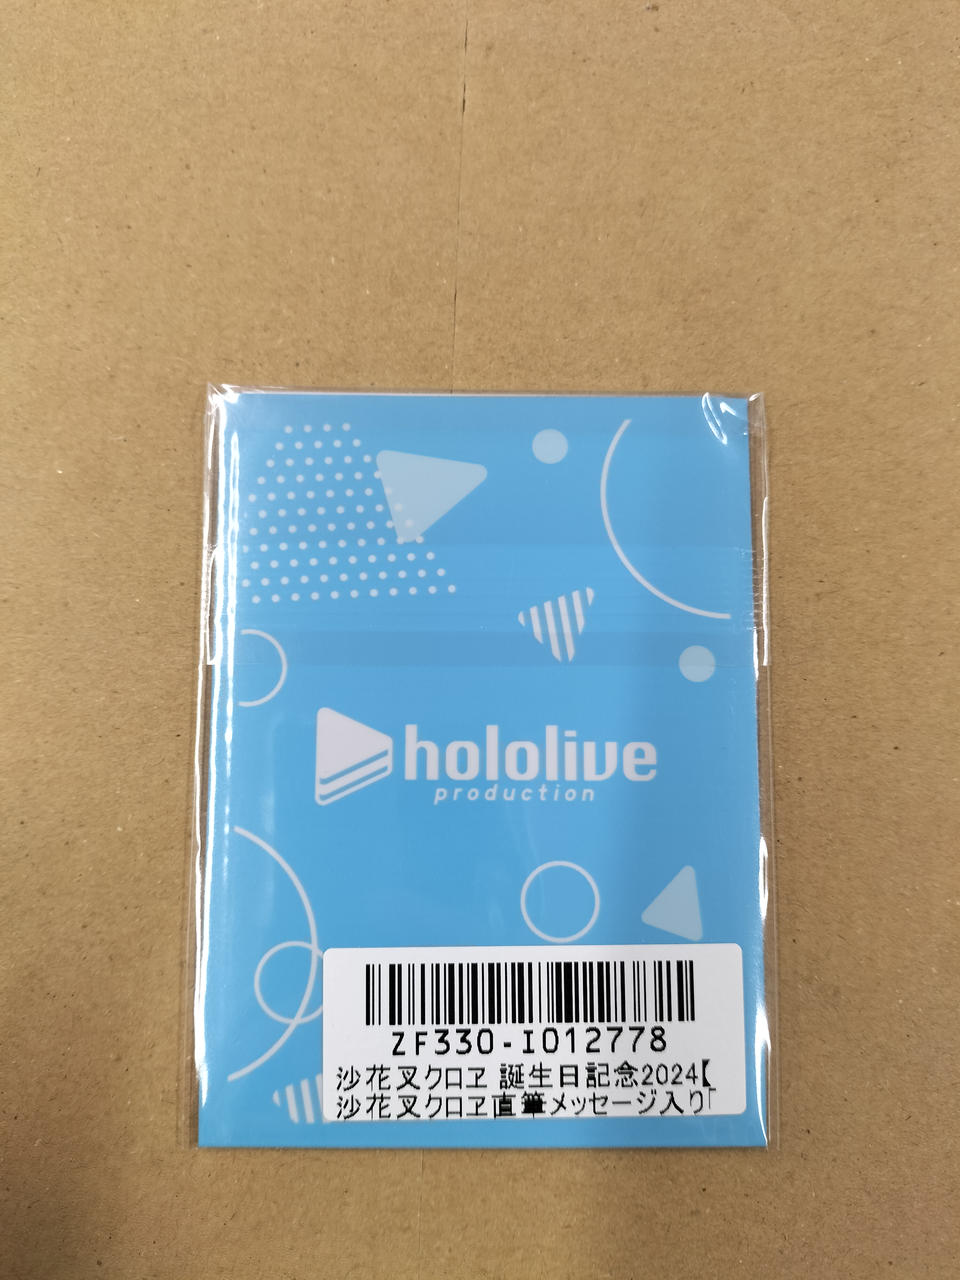 hololive
production
ZF330-I012778
沙花叉クロヱ 誕生日記念2024【
沙花叉クロヱ直筆メッセージ入り「